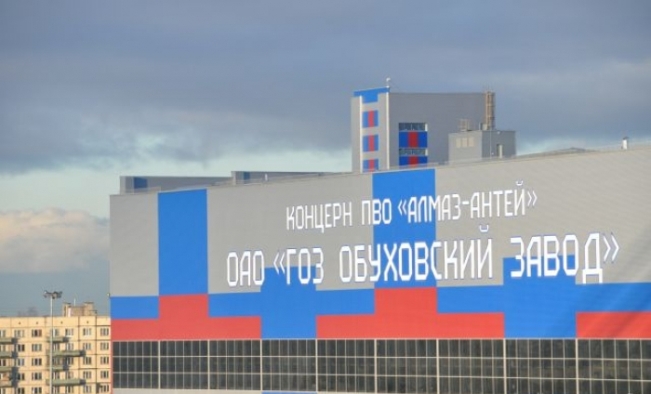 КОНЦЕРН ПВО «АЛМАЗ-АНТЕЙ»
ОАО «ГОЗ ОБУХОВСКИЙ ЗАВОД»